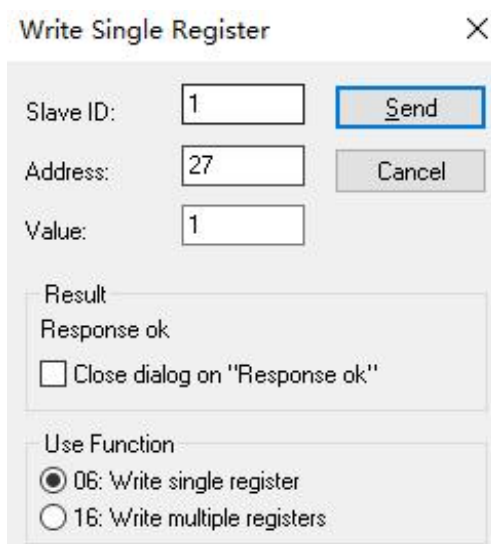 Write Single Register
Slave ID: 1 Send
Address: 27 Cancel
Value: 1
Result
Response ok
Close dialog on "Response ok"
Use Function
06: Write single register
16: Write multiple registers